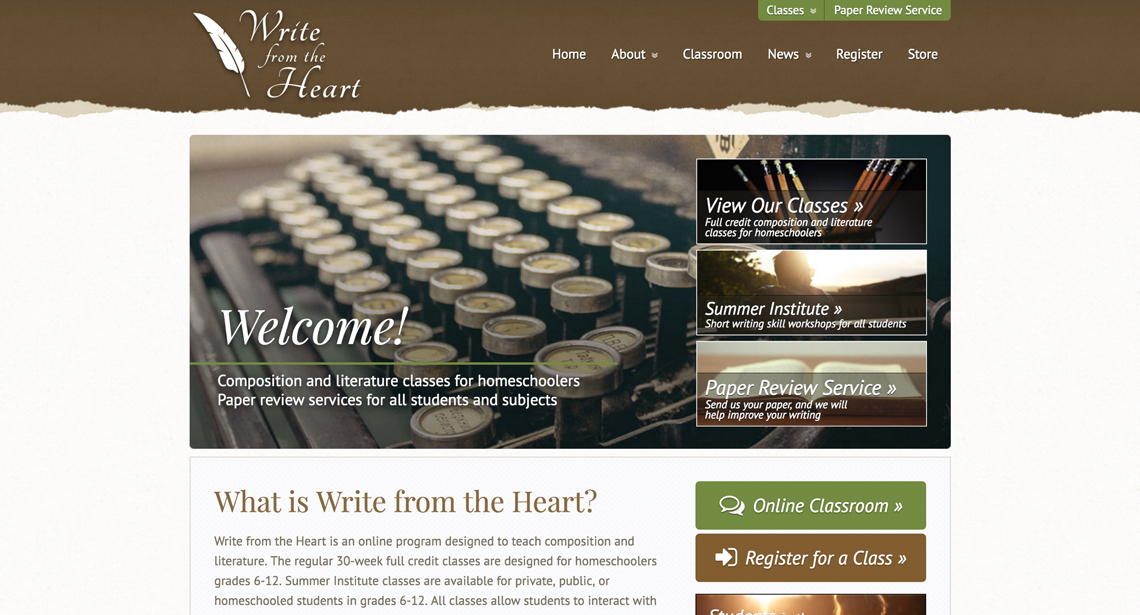 Classes
Paper Review Service
Write
from the
Heart
Home
About
Classroom
News
Register
Store
View Our Classes »
Full credit composition and literature
classes for homeschoolers
Summer Institute »
Short writing skill workshops for all students
Paper Review Service »
Send us your paper, and we will
help improve your writing
Welcome!
Composition and literature classes for homeschoolers
Paper review services for all students and subjects
What is Write from the Heart?
Write from the Heart is an online program designed to teach composition and
literature. The regular 30-week full credit classes are designed for homeschoolers
grades 6-12. Summer Institute classes are available for private, public, or
homeschooled students in grades 6-12. All classes allow students to interact with
Online Classroom »
Register for a Class »
Students in the